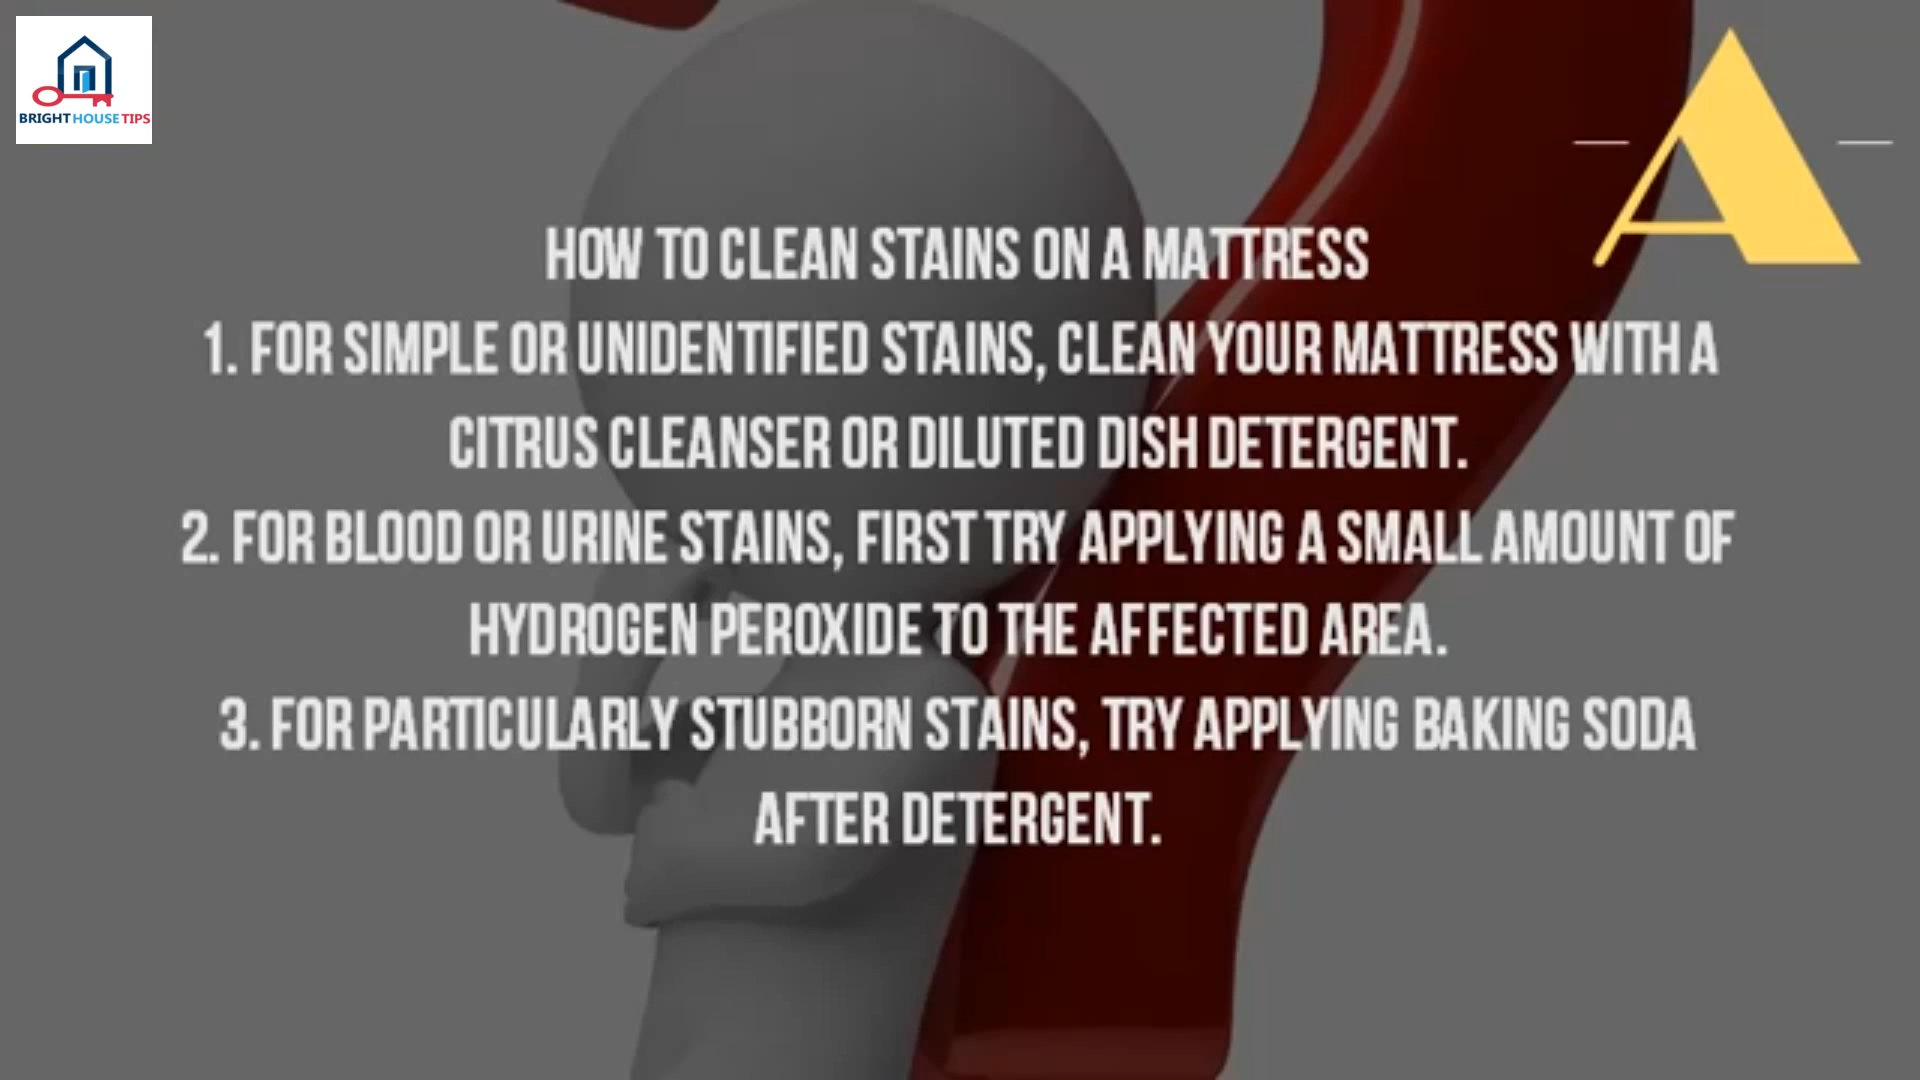 BRIGHT HOUSE TIPS
A
HOW TO CLEAN STAINS ON A MATTRESS
1. FOR SIMPLE OR UNIDENTIFIED STAINS, CLEAN YOUR MATTRESS WITH A
CITRUS CLEANSER OR DILUTED DISH DETERGENT.
2. FOR BLOOD OR URINE STAINS, FIRST TRY APPLYING A SMALL AMOUNT OF
HYDROGEN PEROXIDE TO THE AFFECTED AREA.
3. FOR PARTICULARLY STUBBORN STAINS, TRY APPLYING BAKING SODA
AFTER DETERGENT.